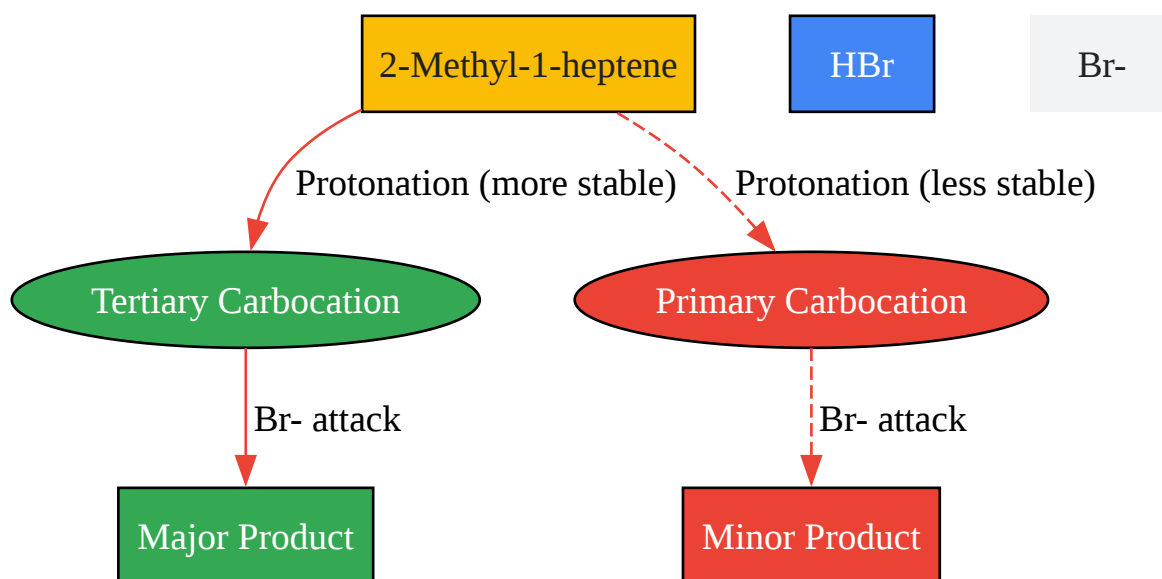 2-Methyl-1-heptene
HBr
Br-
Protonation (more stable)
Protonation (less stable)
Tertiary Carbocation
Primary Carbocation
Br- attack
Br- attack
Major Product
Minor Product